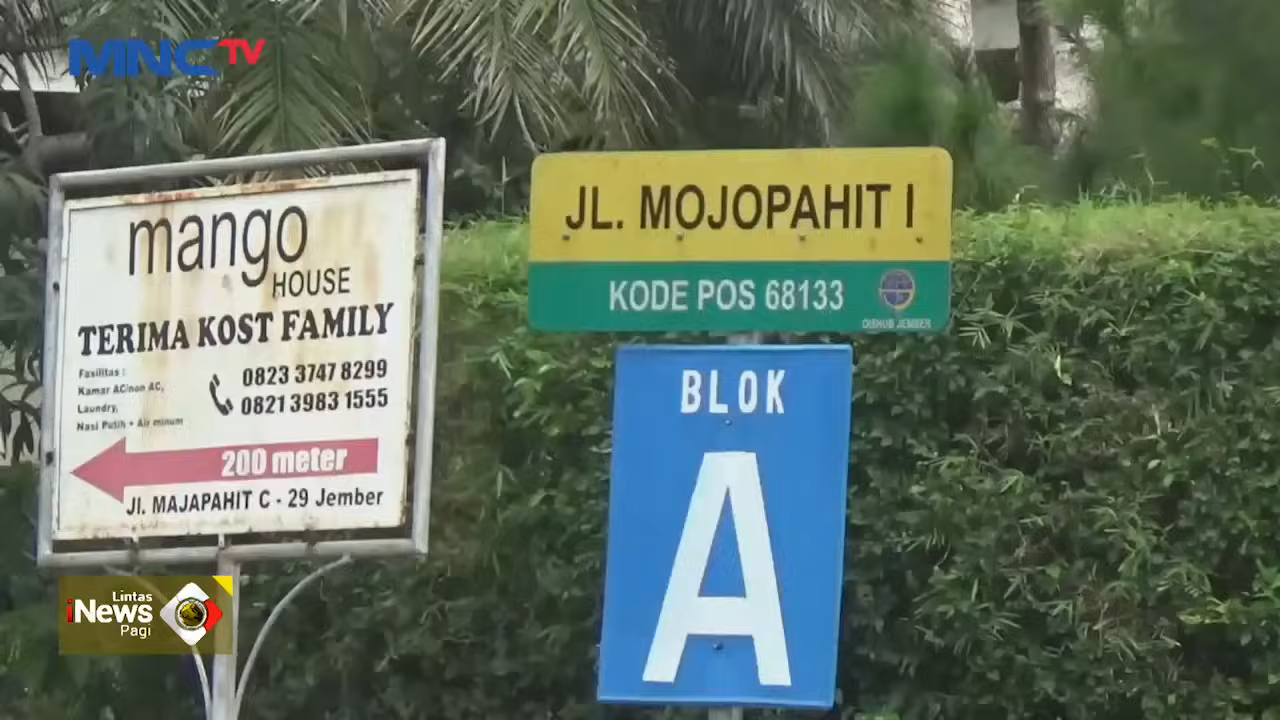 MNC TV
mango
HOUSE
TERIMA KOST FAMILY
Fasilitas :
Kamar AC/non AC,
Laundry,
Nasi Putih + Air minum
0823 3747 8299
0821 3983 1555
200 meter
Jl. MAJAPAHIT C - 29 Jember
JL. MOJOPAHIT I
KODE POS 68133
DISHUB JEMBER
BLOK
A
Lintas
iNews
Pagi